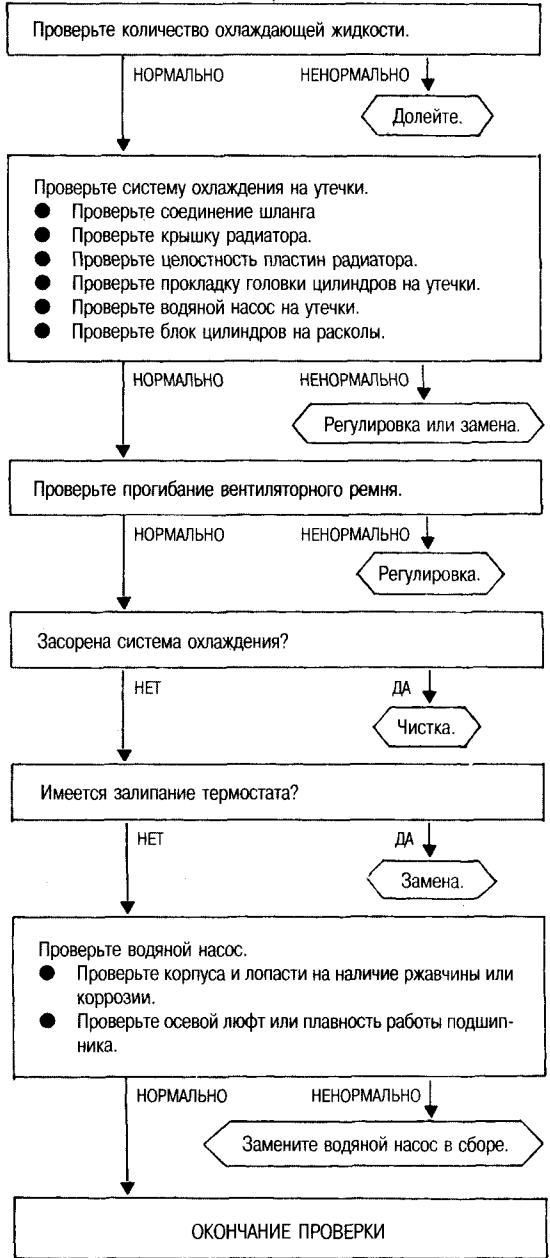 Проверьте количество охлаждающей жидкости.
НОРМАЛЬНО НЕНОРМАЛЬНО
Долейте.
Проверьте систему охлаждения на утечки.
● Проверьте соединение шланга
● Проверьте крышку радиатора.
● Проверьте целостность пластин радиатора.
● Проверьте прокладку головки цилиндров на утечки.
● Проверьте водяной насос на утечки.
● Проверьте блок цилиндров на расколы.
НОРМАЛЬНО НЕНОРМАЛЬНО
Регулировка или замена.
Проверьте прогибание вентиляторного ремня.
НОРМАЛЬНО НЕНОРМАЛЬНО
Регулировка.
Засорена система охлаждения?
НЕТ ДА
Чистка.
Имеется залипание термостата?
НЕТ ДА
Замена.
Проверьте водяной насос.
● Проверьте корпуса и лопасти на наличие ржавчины или
коррозии.
● Проверьте осевой люфт или плавность работы подшип-
ника.
НОРМАЛЬНО НЕНОРМАЛЬНО
Замените водяной насос в сборе.
ОКОНЧАНИЕ ПРОВЕРКИ